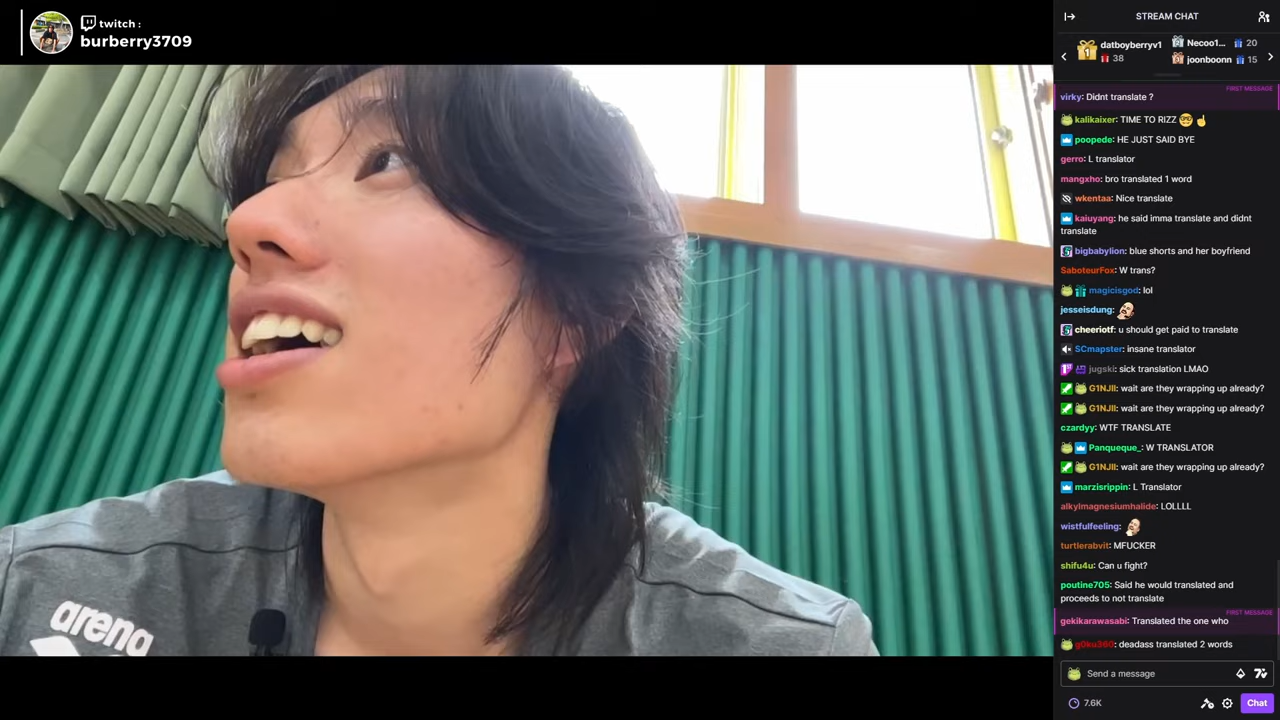 twitch :
burberry3709
arena
STREAM CHAT
datboyberryv1
38
Necoo1... 20
joonboonn 15
FIRST MESSAGE
virky: Didnt translate ?
kalikaixer: TIME TO RIZZ
poopede: HE JUST SAID BYE
gerro: L translator
mangxho: bro translated 1 word
wkentaa: Nice translate
kaiuyang: he said imma translate and didnt
translate
bigbabylion: blue shorts and her boyfriend
SaboteurFox: W trans?
magicisgod: lol
jesseisdung:
cheeriotf: u should get paid to translate
SCmapster: insane translator
jugski: sick translation LMAO
G1NJII: wait are they wrapping up already?
G1NJII: wait are they wrapping up already?
czardyy: WTF TRANSLATE
Panqueque_: W TRANSLATOR
G1NJII: wait are they wrapping up already?
marzisrippin: L Translator
alkylmagnesiumhalide: LOLLLL
wistfulfeeling:
turtlerabvit: MFUCKER
shifu4u: Can u fight?
poutine705: Said he would translated and
proceeds to not translate
FIRST MESSAGE
gekikarawasabi: Translated the one who
g0ku360: deadass translated 2 words
Send a message
7.6K
Chat